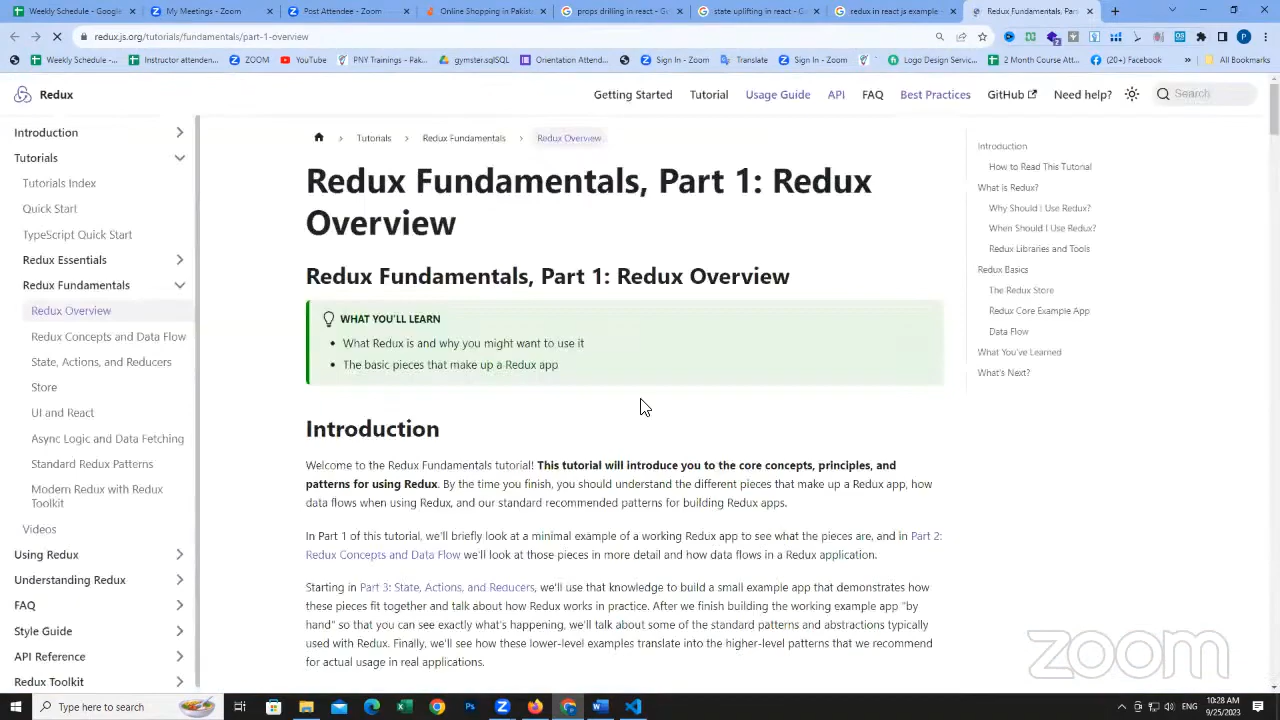 Weekly Schedule - Google
My Meetings - Zoom
Post Attendee - Zoom
Online Shopping in Pakist
props drilling in react - G
state uplifting in react - G
redux in react js example
Redux Fundamentals, Part
redux.js.org/tutorials/fundamentals/part-1-overview
P
Weekly Schedule -...
Instructor attenden...
ZOOM
YouTube
PNY Trainings - Pak...
gymster.sqlSQL
Orientation Attend...
Sign In - Zoom
Translate
Sign In - Zoom
Logo Design Servic...
2 Month Course Att...
(20+) Facebook
»
All Bookmarks
Redux
Getting Started
Tutorial
Usage Guide
API
FAQ
Best Practices
GitHub
Need help?
Search
Introduction
Tutorials
Tutorials Index
Quick Start
TypeScript Quick Start
Redux Essentials
Redux Fundamentals
Redux Overview
Redux Concepts and Data Flow
State, Actions, and Reducers
Store
UI and React
Async Logic and Data Fetching
Standard Redux Patterns
Modern Redux with Redux
Toolkit
Videos
Using Redux
Understanding Redux
FAQ
Style Guide
API Reference
Redux Toolkit
Tutorials
Redux Fundamentals
Redux Overview
Redux Fundamentals, Part 1: Redux
Overview
Redux Fundamentals, Part 1: Redux Overview
WHAT YOU'LL LEARN
• What Redux is and why you might want to use it
• The basic pieces that make up a Redux app
Introduction
Welcome to the Redux Fundamentals tutorial! This tutorial will introduce you to the core concepts, principles, and
patterns for using Redux. By the time you finish, you should understand the different pieces that make up a Redux app, how
data flows when using Redux, and our standard recommended patterns for building Redux apps.
In Part 1 of this tutorial, we'll briefly look at a minimal example of a working Redux app to see what the pieces are, and in Part 2:
Redux Concepts and Data Flow we'll look at those pieces in more detail and how data flows in a Redux application.
Starting in Part 3: State, Actions, and Reducers, we'll use that knowledge to build a small example app that demonstrates how
these pieces fit together and talk about how Redux works in practice. After we finish building the working example app "by
hand" so that you can see exactly what's happening, we'll talk about some of the standard patterns and abstractions typically
used with Redux. Finally, we'll see how these lower-level examples translate into the higher-level patterns that we recommend
for actual usage in real applications.
Introduction
How to Read This Tutorial
What is Redux?
Why Should I Use Redux?
When Should I Use Redux?
Redux Libraries and Tools
Redux Basics
The Redux Store
Redux Core Example App
Data Flow
What You've Learned
What's Next?
zoom
Type here to search
ENG
10:28 AM
9/25/2023